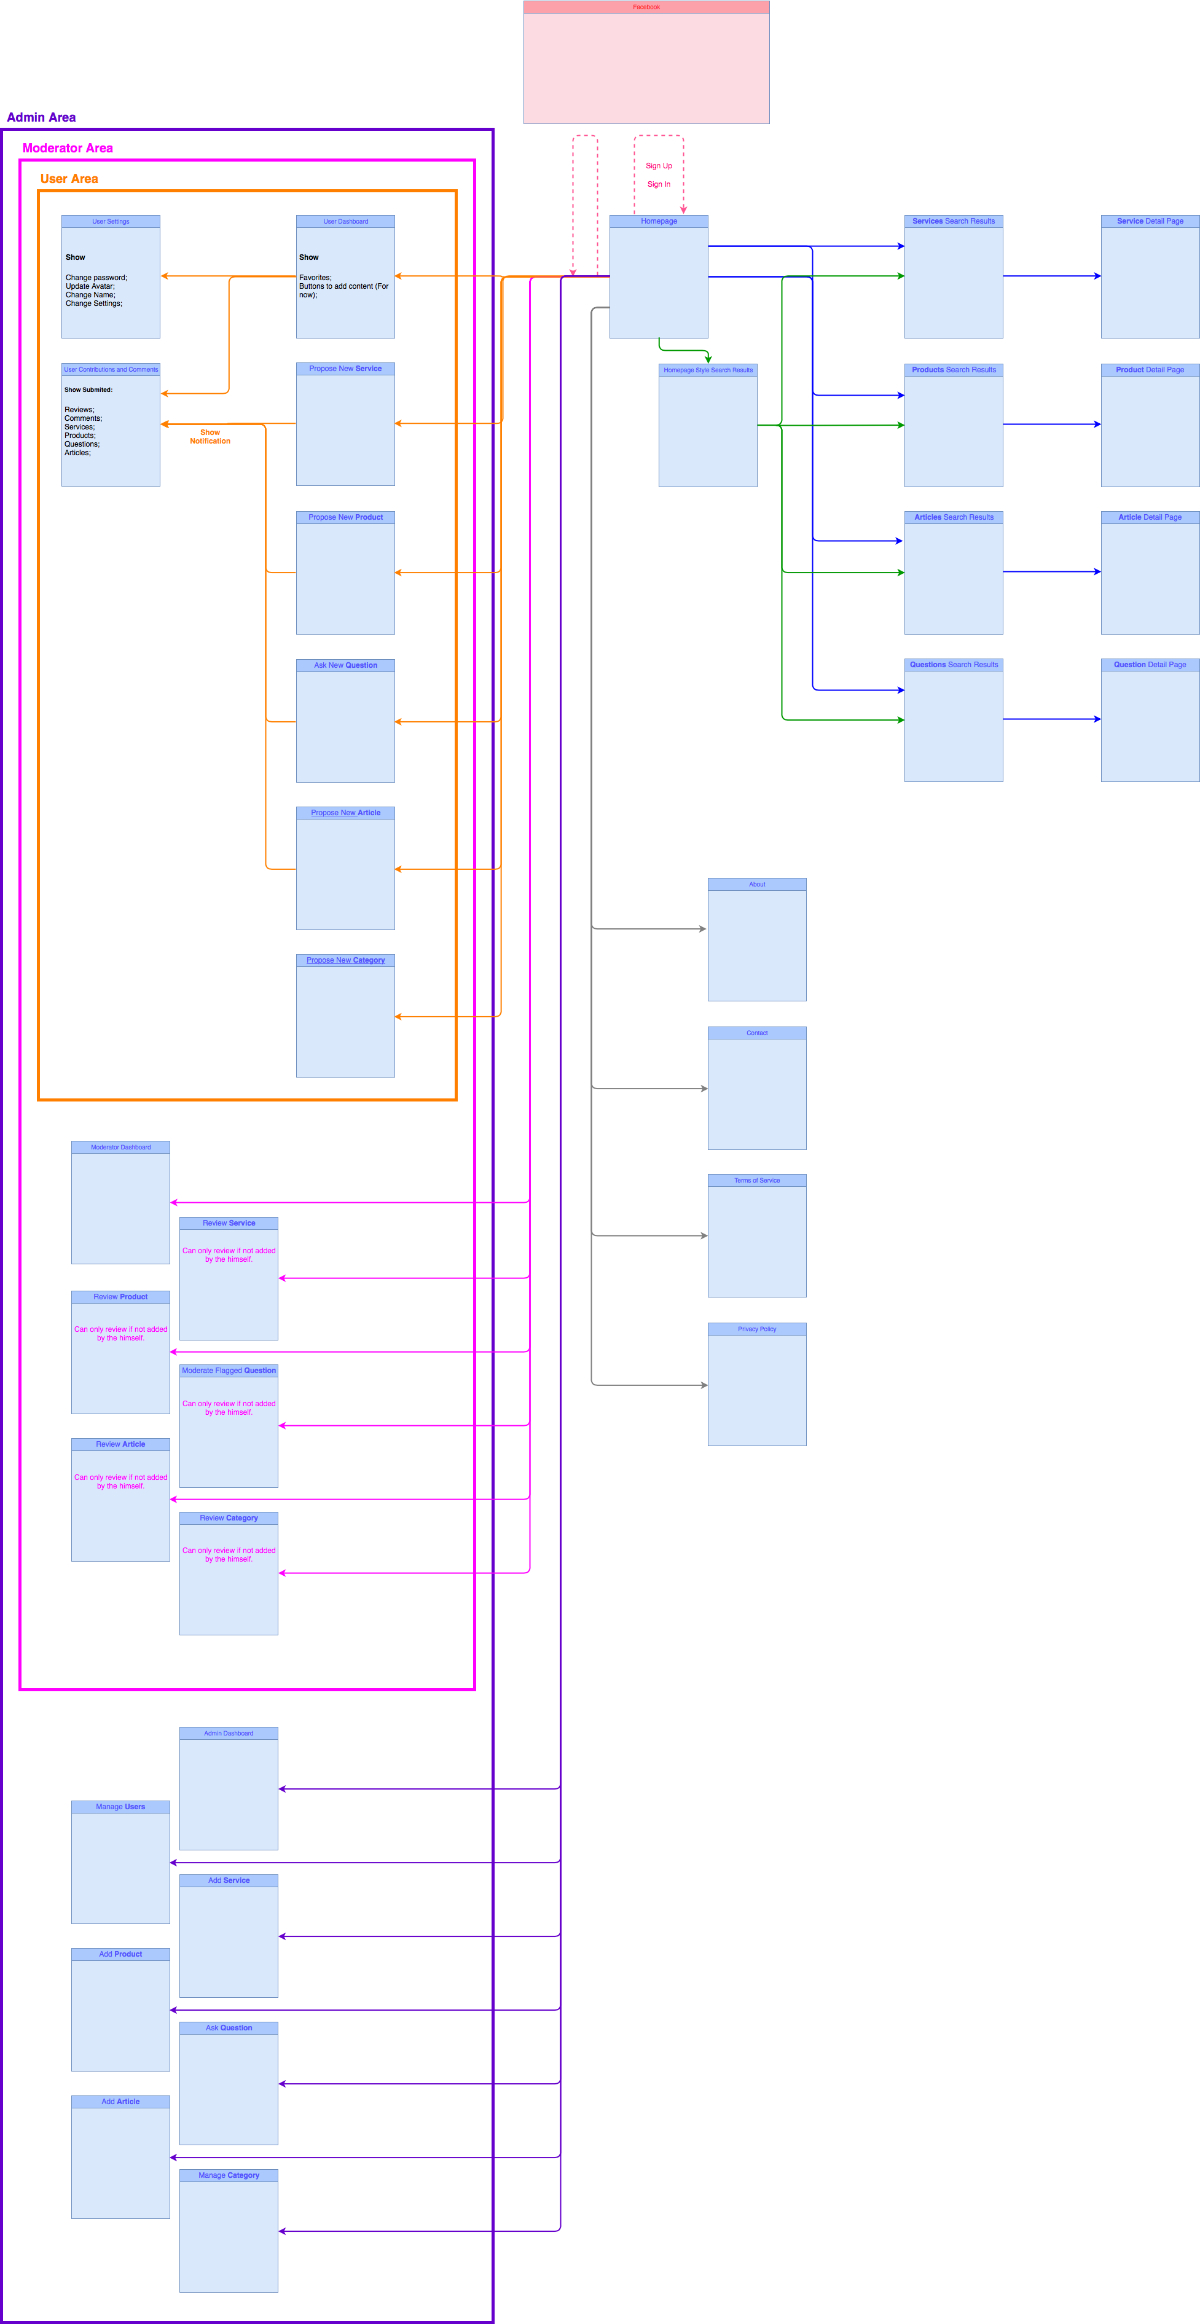 Facebook
Admin Area
Moderator Area
User Area
Sign Up
Sign In
User Settings
Show
Change password;
Update Avatar;
Change Name;
Change Settings;
User Dashboard
Show
Favorites;
Buttons to add content (For
now);
Homepage
Services Search Results
Service Detail Page
User Contributions and Comments
Show Submited:
Reviews;
Comments;
Services;
Products;
Questions;
Articles;
Show
Notification
Propose New Service
Homepage Style Search Results
Products Search Results
Product Detail Page
Propose New Product
Articles Search Results
Article Detail Page
Ask New Question
Questions Search Results
Question Detail Page
Propose New Article
About
Propose New Category
Contact
Moderator Dashboard
Terms of Service
Review Service
Can only review if not added
by the himself.
Review Product
Can only review if not added
by the himself.
Privacy Policy
Moderate Flagged Question
Can only review if not added
by the himself.
Review Article
Can only review if not added
by the himself.
Review Category
Can only review if not added
by the himself.
Admin Dashboard
Manage Users
Add Service
Add Product
Ask Question
Add Article
Manage Category